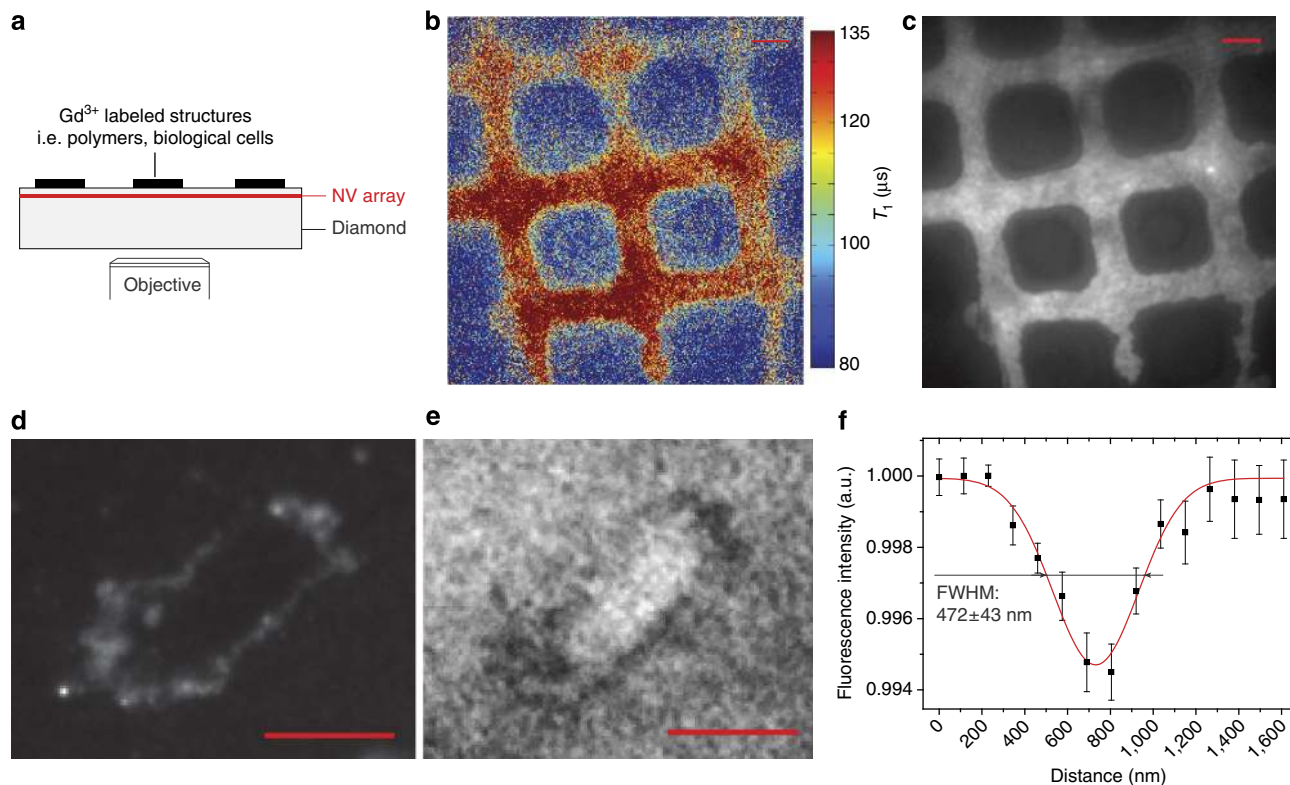 a
Gd³⁺ labeled structures
i.e. polymers, biological cells
NV array
Diamond
Objective
b
135
120
100
80
T₁ (µs)
c
d
e
f
Fluorescence intensity (a.u.)
1.000
0.998
0.996
0.994
FWHM:
472±43 nm
0
200
400
600
800
1,000
1,200
1,400
1,600
Distance (nm)